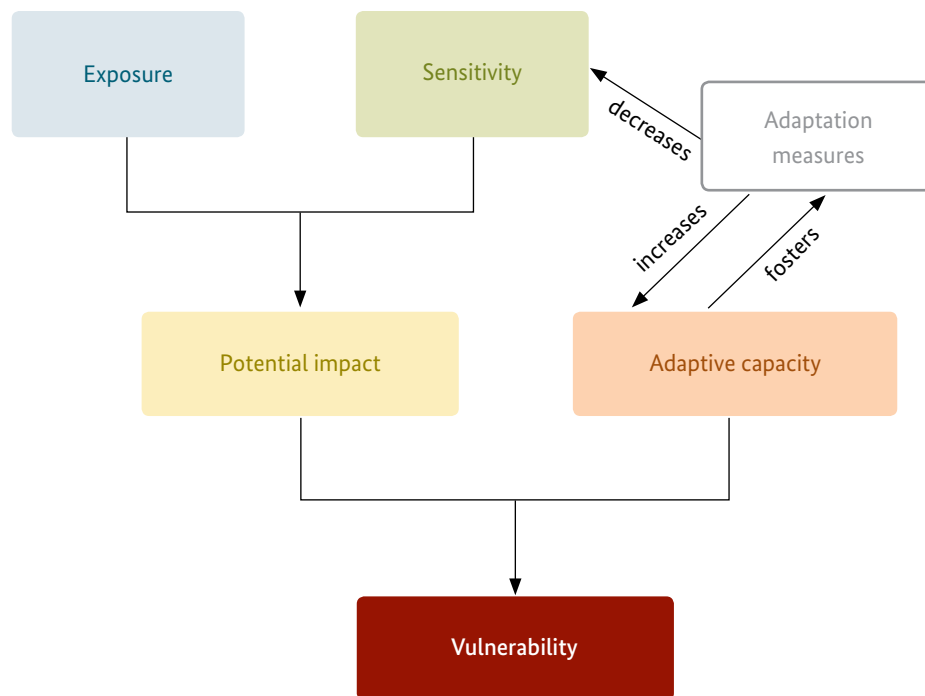 Exposure
Sensitivity
decreases
Adaptation
measures
increases
fosters
Potential impact
Adaptive capacity
Vulnerability